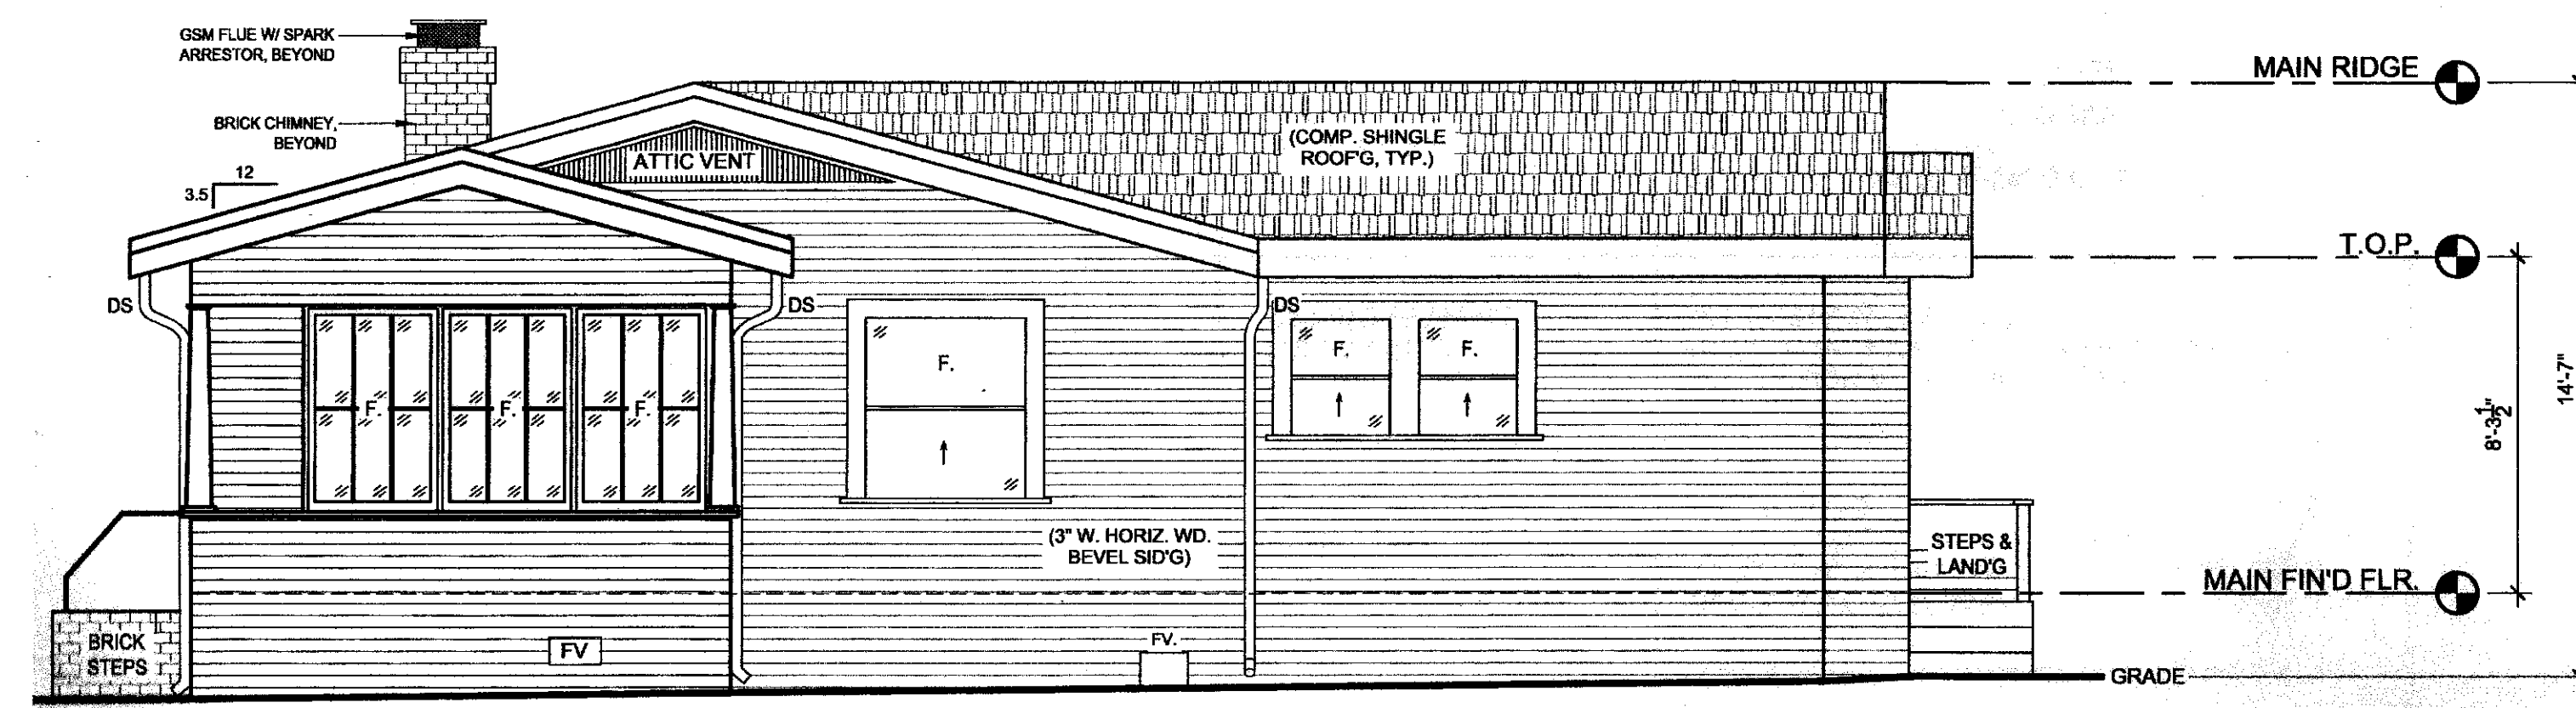 GSM FLUE W/ SPARK
ARRESTOR, BEYOND
MAIN RIDGE
BRICK CHIMNEY,
BEYOND
(COMP. SHINGLE
ROOF'G, TYP.)
ATTIC VENT
12
3.5
T.O.P.
DS
DS
DS
F.
F.
F.
F.
F.
F.
14'-7"
8'-3 1/2"
(3" W. HORIZ. WD.
BEVEL SID'G)
STEPS &
LAND'G
MAIN FIN'D FLR.
BRICK
STEPS
FV
FV.
GRADE